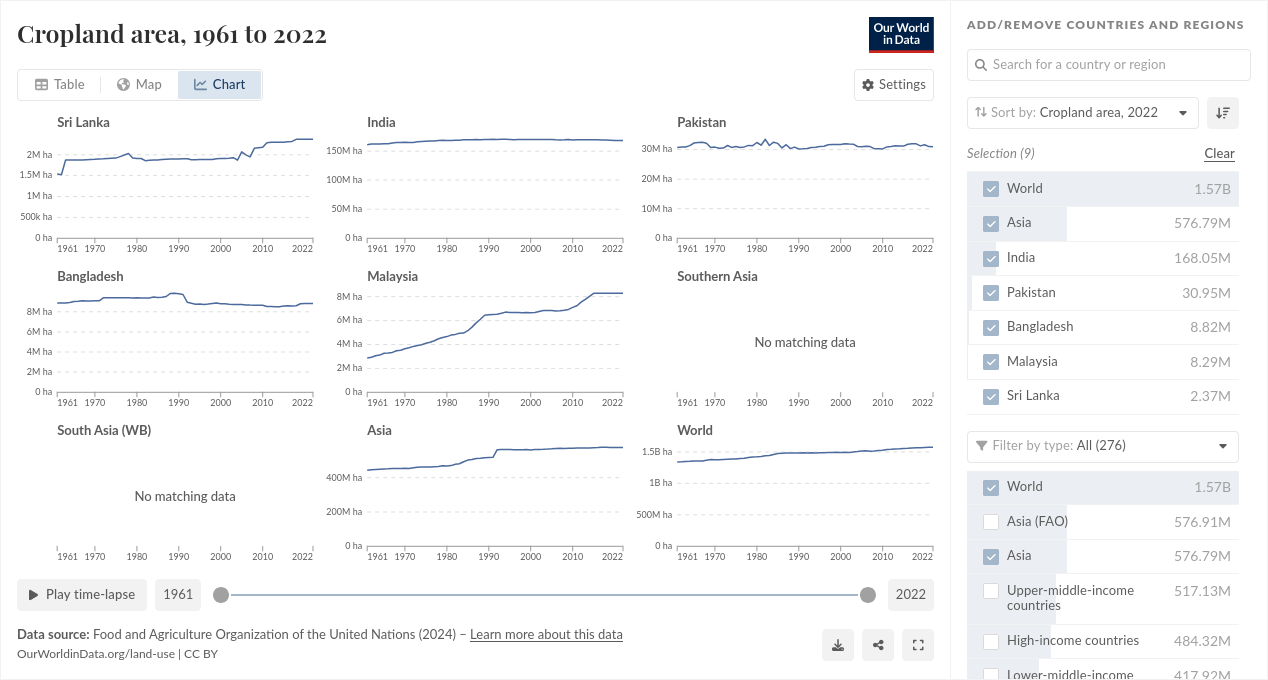 Cropland area, 1961 to 2022
Our World
in Data
Table
Map
Chart
Settings
Sri Lanka
2M ha
1.5M ha
1M ha
500k ha
0 ha
1961 1970 1980 1990 2000 2010 2022
India
150M ha
100M ha
50M ha
0 ha
1961 1970 1980 1990 2000 2010 2022
Pakistan
30M ha
20M ha
10M ha
0 ha
1961 1970 1980 1990 2000 2010 2022
Bangladesh
8M ha
6M ha
4M ha
2M ha
0 ha
1961 1970 1980 1990 2000 2010 2022
Malaysia
8M ha
6M ha
4M ha
2M ha
0 ha
1961 1970 1980 1990 2000 2010 2022
Southern Asia
No matching data
1961 1970 1980 1990 2000 2010 2022
South Asia (WB)
No matching data
1961 1970 1980 1990 2000 2010 2022
Asia
400M ha
200M ha
0 ha
1961 1970 1980 1990 2000 2010 2022
World
1.5B ha
1B ha
500M ha
0 ha
1961 1970 1980 1990 2000 2010 2022
Play time-lapse 1961 2022
Data source: Food and Agriculture Organization of the United Nations (2024) – Learn more about this data
OurWorldinData.org/land-use | CC BY
ADD/REMOVE COUNTRIES AND REGIONS
Search for a country or region
Sort by: Cropland area, 2022
Selection (9) Clear
World 1.57B
Asia 576.79M
India 168.05M
Pakistan 30.95M
Bangladesh 8.82M
Malaysia 8.29M
Sri Lanka 2.37M
Filter by type: All (276)
World 1.57B
Asia (FAO) 576.91M
Asia 576.79M
Upper-middle-income 517.13M
countries
High-income countries 484.32M
Lower-middle-income 417.92M